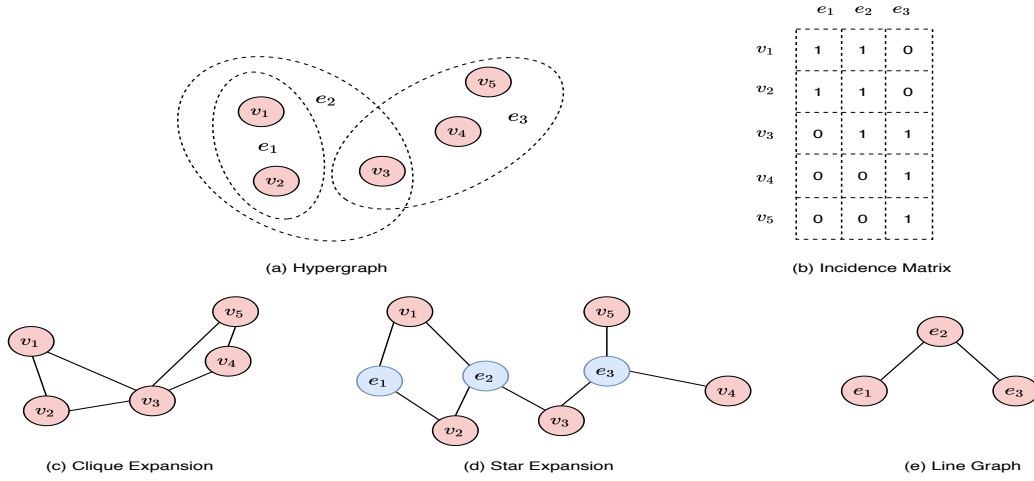 e₁ e₂ e₃
v₁ 1 1 0
v₂ 1 1 0
v₃ 0 1 1
v₄ 0 0 1
v₅ 0 0 1
v₅
e₂
v₁
e₃
v₄
e₁
v₃
v₂
(a) Hypergraph
(b) Incidence Matrix
v₅
v₁
v₄
v₃
v₂
(c) Clique Expansion
v₁
v₅
e₁
e₂
e₃
v₄
v₃
v₂
(d) Star Expansion
e₂
e₁
e₃
(e) Line Graph